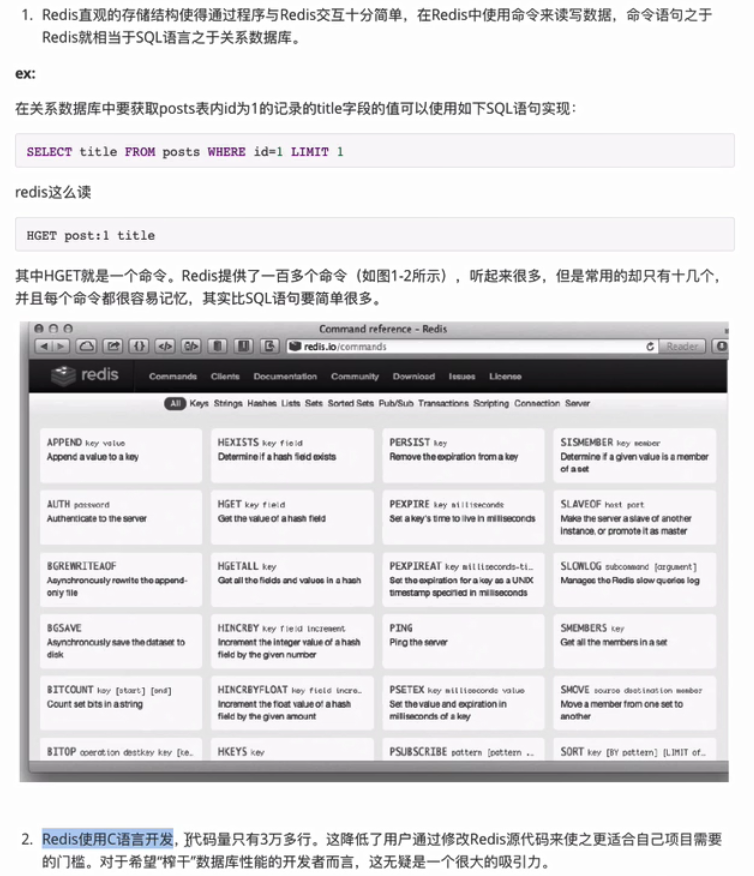 1. Redis直观的存储结构使得通过程序与Redis交互十分简单，在Redis中使用命令来读写数据，命令语句之于
Redis就相当于SQL语言之于关系数据库。
ex:
在关系数据库中要获取posts表内id为1的记录的title字段的值可以使用如下SQL语句实现：
SELECT title FROM posts WHERE id=1 LIMIT 1
redis这么读
HGET post:1 title
其中HGET就是一个命令。Redis提供了一百多个命令（如图1-2所示），听起来很多，但是常用的却只有十几个，
并且每个命令都很容易记忆，其实比SQL语句要简单很多。
Command reference – Redis
redis.io/commands
Reader
redis Commands Clients Documentation Community Download Issues License
All Keys Strings Hashes Lists Sets Sorted Sets Pub/Sub Transactions Scripting Connection Server
APPEND key value
Append a value to a key
HEXISTS key field
Determine if a hash field exists
PERSIST key
Remove the expiration from a key
SISMEMBER key member
Determine if a given value is a member
of a set
AUTH password
Authenticate to the server
HGET key field
Get the value of a hash field
PEXPIRE key milliseconds
Set a key's time to live in milliseconds
SLAVEOF host port
Make the server a slave of another
instance, or promote it as master
BGREWRITEAOF
Asynchronously rewrite the append-
only file
HGETALL key
Get all the fields and values in a hash
PEXPIREAT key milliseconds-ti…
Set the expiration for a key as a UNIX
timestamp specified in milliseconds
SLOWLOG subcommand [argument]
Manages the Redis slow queries log
BGSAVE
Asynchronously save the dataset to
disk
HINCRBY key field increment
Increment the integer value of a hash
field by the given number
PING
Ping the server
SMEMBERS key
Get all the members in a set
BITCOUNT key [start] [end]
Count set bits in a string
HINCRBYFLOAT key field incre…
Increment the float value of a hash
field by the given amount
PSETEX key milliseconds value
Set the value and expiration in
milliseconds of a key
SMOVE source destination member
Move a member from one set to
another
BITOP operation destkey key [ke…
HKEYS key
PSUBSCRIBE pattern [pattern …
SORT key [BY pattern] [LIMIT of…
2. Redis使用C语言开发，代码量只有3万多行。这降低了用户通过修改Redis源代码来使之更适合自己项目需要
的门槛。对于希望“榨干”数据库性能的开发者而言，这无疑是一个很大的吸引力。